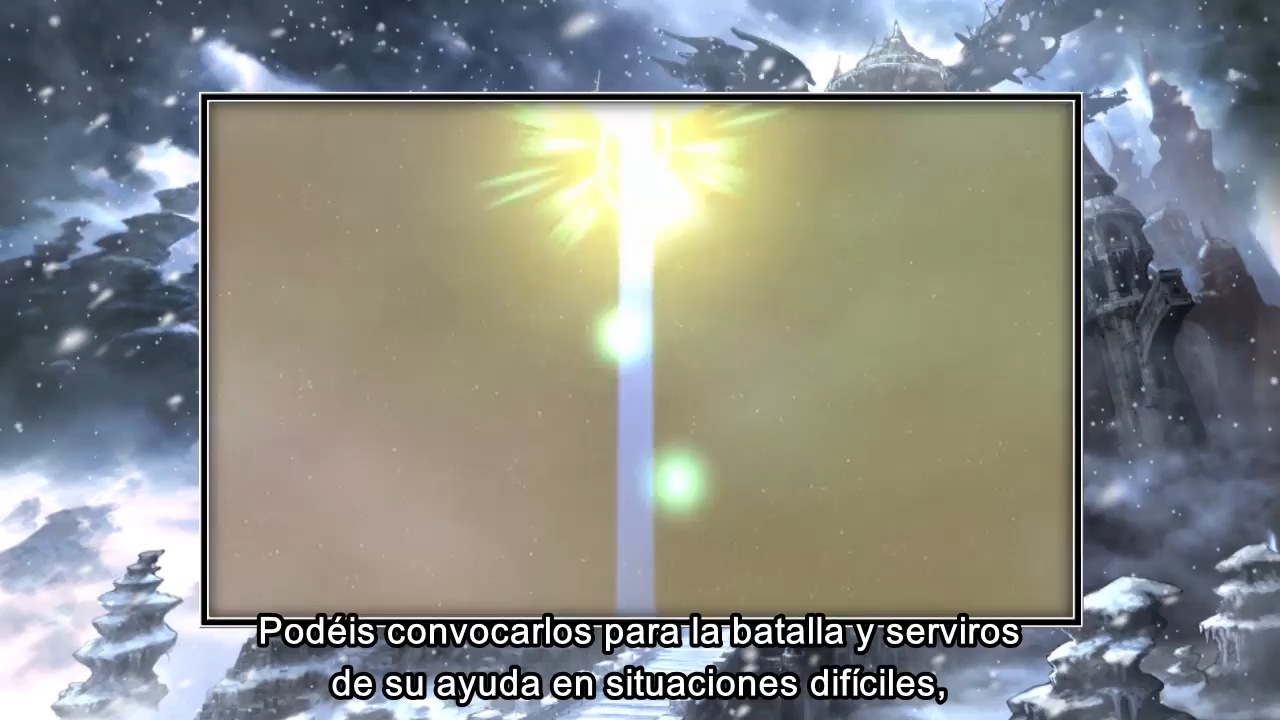 Podéis convocarlos para la batalla y serviros
de su ayuda en situaciones difíciles,